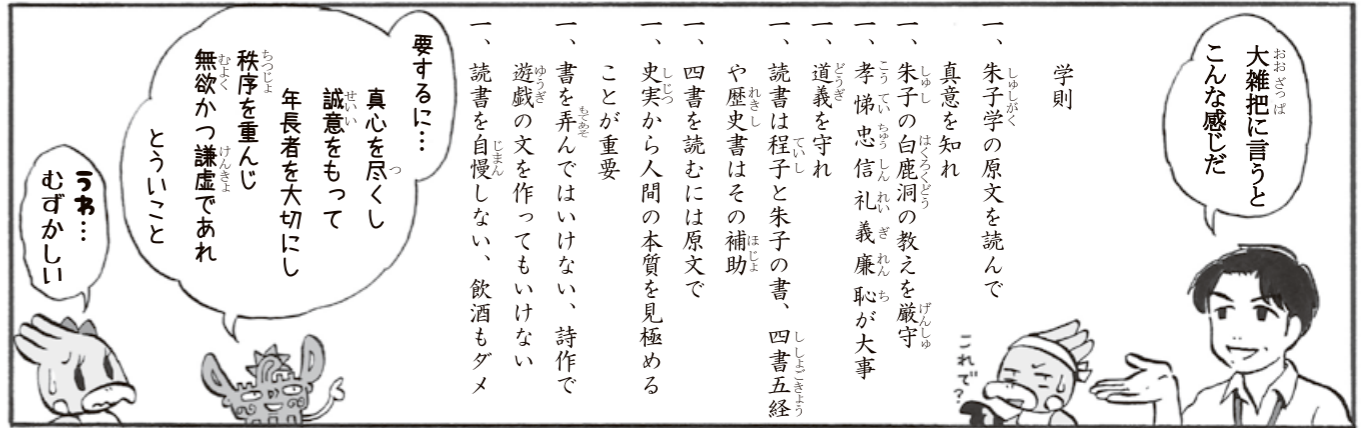 大雑把に言うと
こんな感じだ
これで?
学則
一、朱子学の原文を読んで
真意を知れ
一、朱子の白鹿洞の教えを厳守
一、孝悌忠信礼義廉恥が大事
一、道義を守れ
一、読書は程子と朱子の書、四書五経
や歴史書はその補助
一、四書を読むには原文で
一、史実から人間の本質を見極める
ことが重要
一、書を弄んではいけない、詩作で
遊戯の文を作ってもいけない
一、読書を自慢しない、飲酒もダメ
要するに…
真心を尽くし
誠意をもって
年長者を大切にし
秩序を重んじ
無欲かつ謙虚であれ
とういこと
うわ…
むずかしい